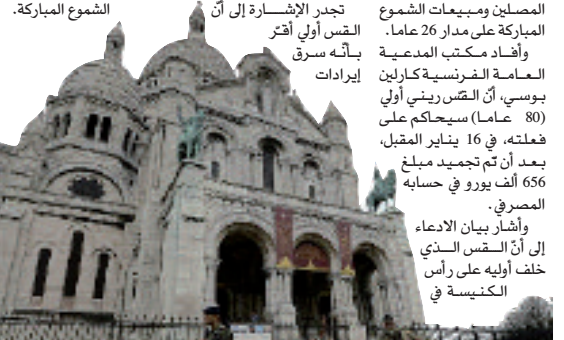 المصلين ومبيعات الشموع
المباركة على مدار 26 عاما.
وأفاد مكتب المدعية
العامة الفرنسية كارلين
بوسي، أنّ القسّ ريني أولي
(80 عاما) سيحاكم على
فعلته، في 16 يناير المقبل،
بعد أن تم تجميد مبلغ
656 ألف يورو في حسابه
المصرفي.
وأشار بيان الادعاء
إلى أنّ القس الذي
خلف أوليه على رأس
الكنيسة في
تجدر الإشارة إلى أنّ
القس أولي أقرّ
بأنّه سرق
إيرادات
الشموع المباركة.